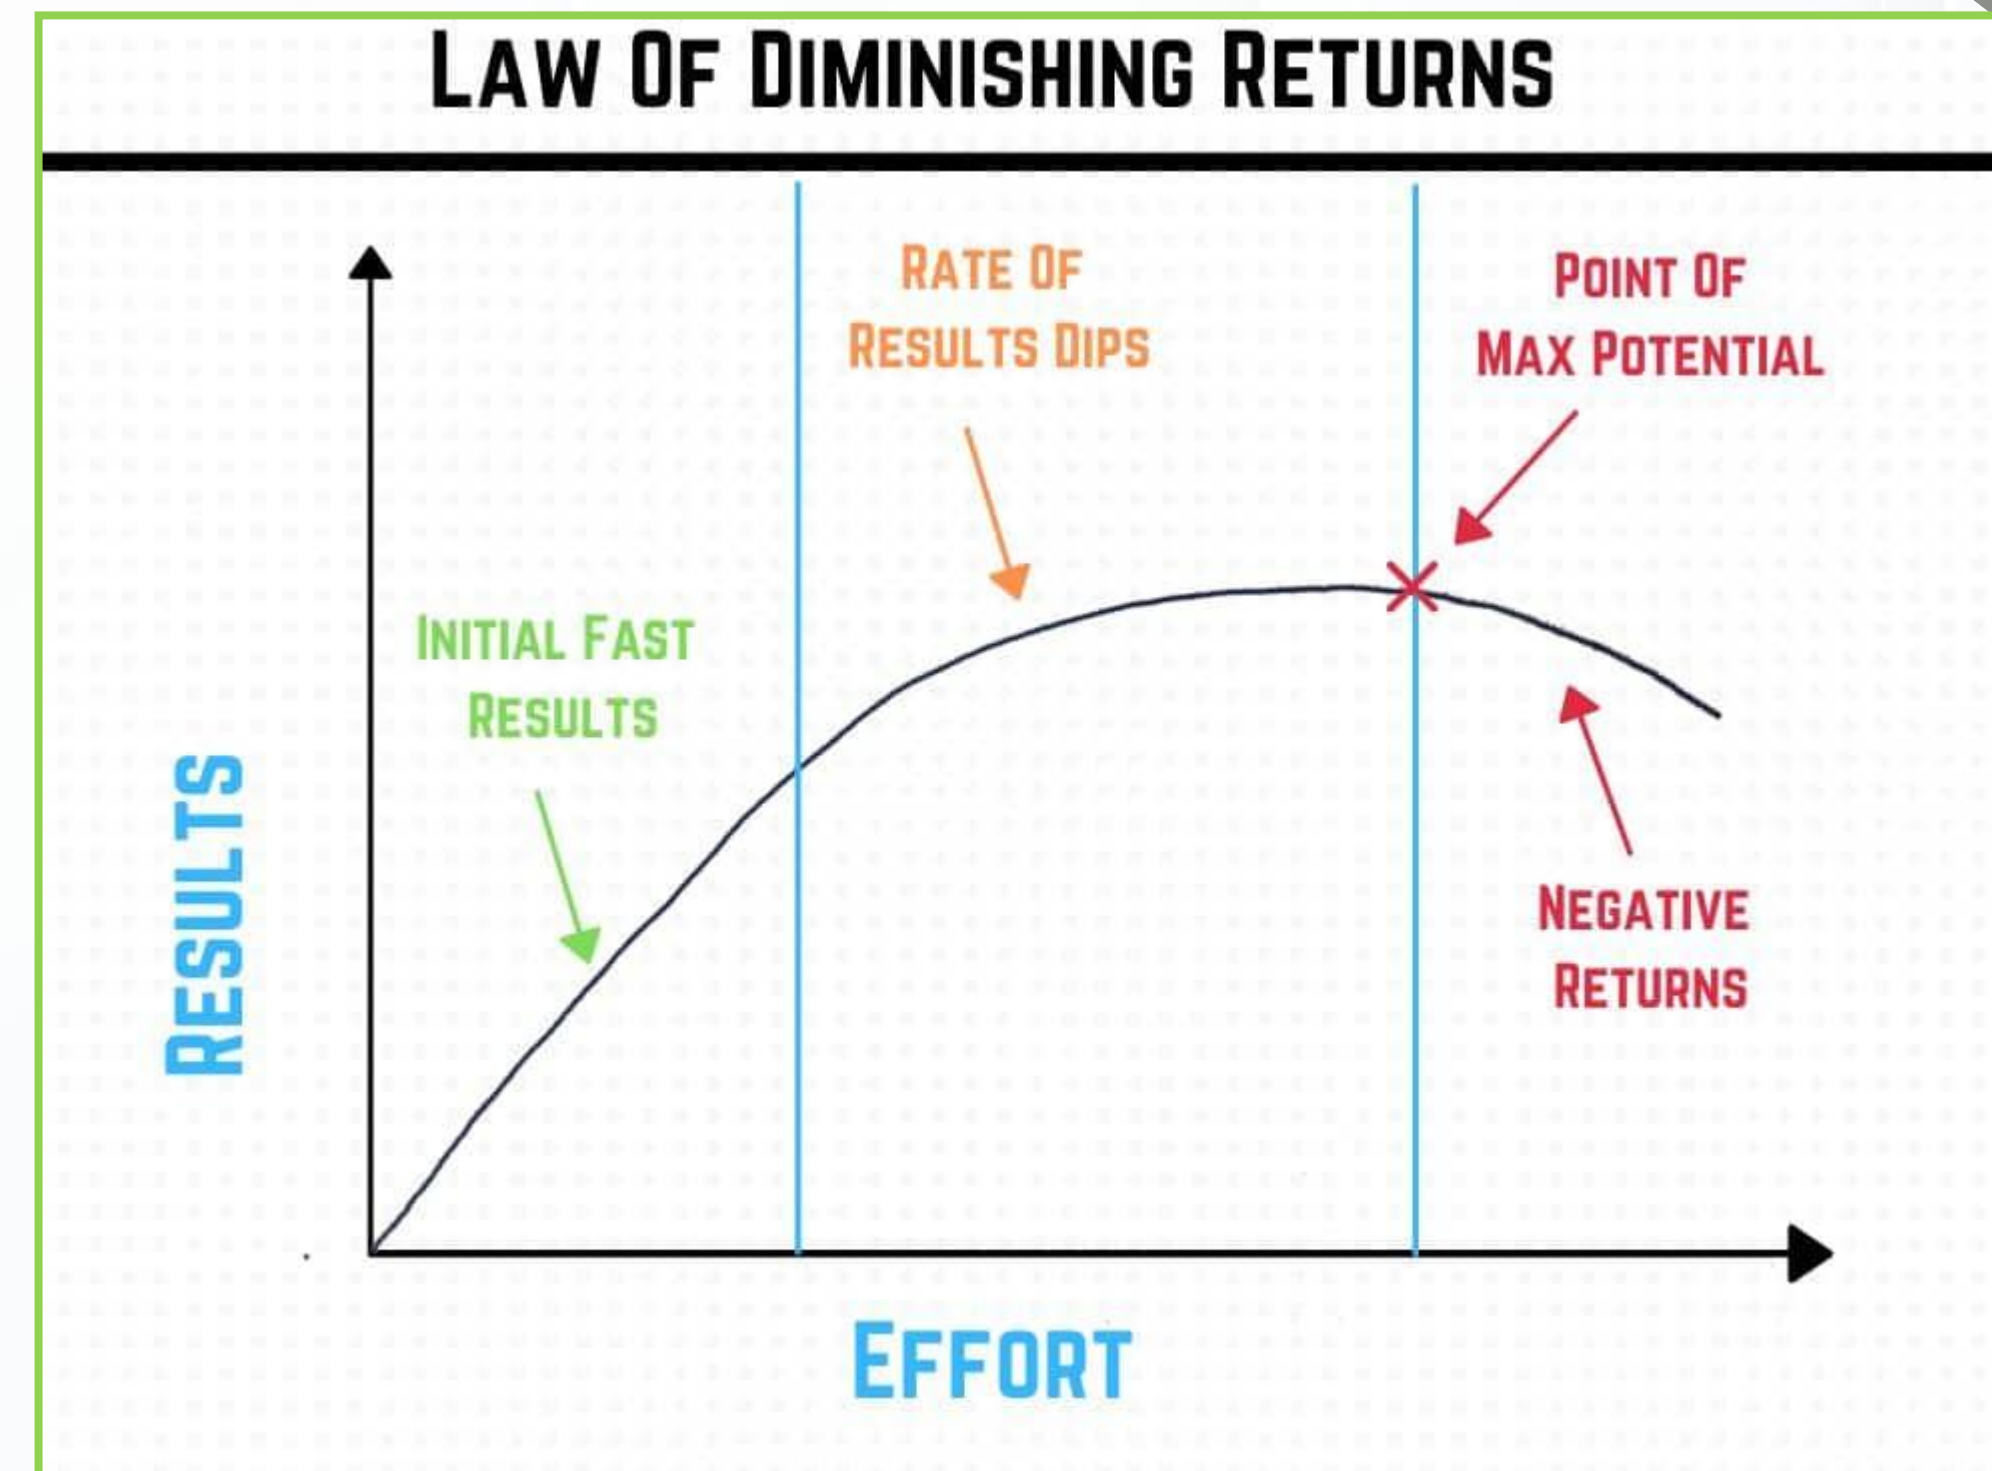 LAW OF DIMINISHING RETURNS
RATE OF
RESULTS DIPS
POINT OF
MAX POTENTIAL
INITIAL FAST
RESULTS
NEGATIVE
RETURNS
RESULTS
EFFORT